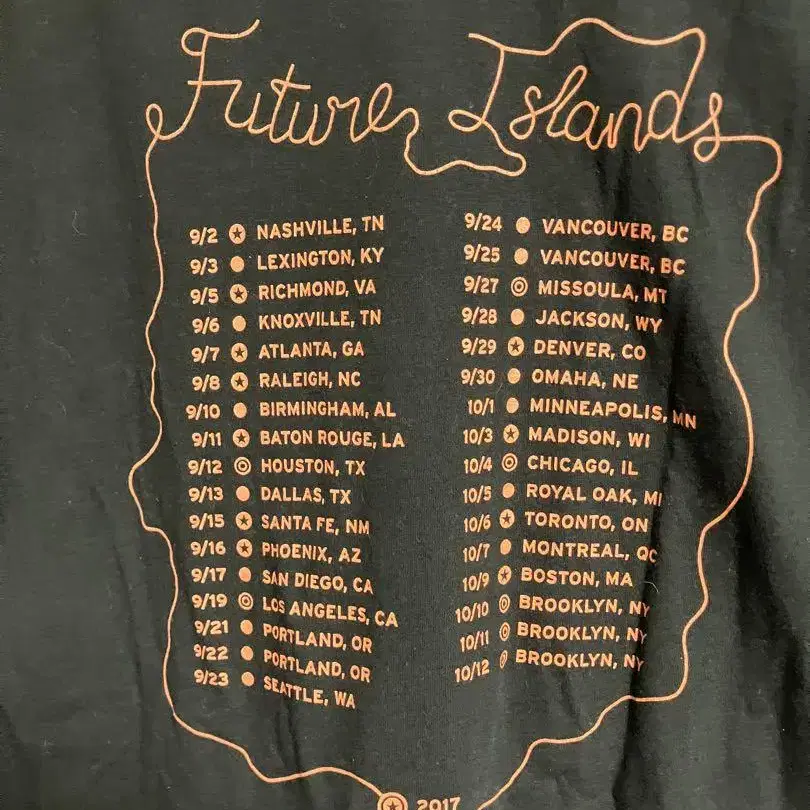 Future Islands
9/2 NASHVILLE, TN
9/3 LEXINGTON, KY
9/5 RICHMOND, VA
9/6 KNOXVILLE, TN
9/7 ATLANTA, GA
9/8 RALEIGH, NC
9/10 BIRMINGHAM, AL
9/11 BATON ROUGE, LA
9/12 HOUSTON, TX
9/13 DALLAS, TX
9/15 SANTA FE, NM
9/16 PHOENIX, AZ
9/17 SAN DIEGO, CA
9/19 LOS ANGELES, CA
9/21 PORTLAND, OR
9/22 PORTLAND, OR
9/23 SEATTLE, WA
9/24 VANCOUVER, BC
9/25 VANCOUVER, BC
9/27 MISSOULA, MT
9/28 JACKSON, WY
9/29 DENVER, CO
9/30 OMAHA, NE
10/1 MINNEAPOLIS, MN
10/3 MADISON, WI
10/4 CHICAGO, IL
10/5 ROYAL OAK, MI
10/6 TORONTO, ON
10/7 MONTREAL, QC
10/9 BOSTON, MA
10/10 BROOKLYN, NY
10/11 BROOKLYN, NY
10/12 BROOKLYN, NY
2017